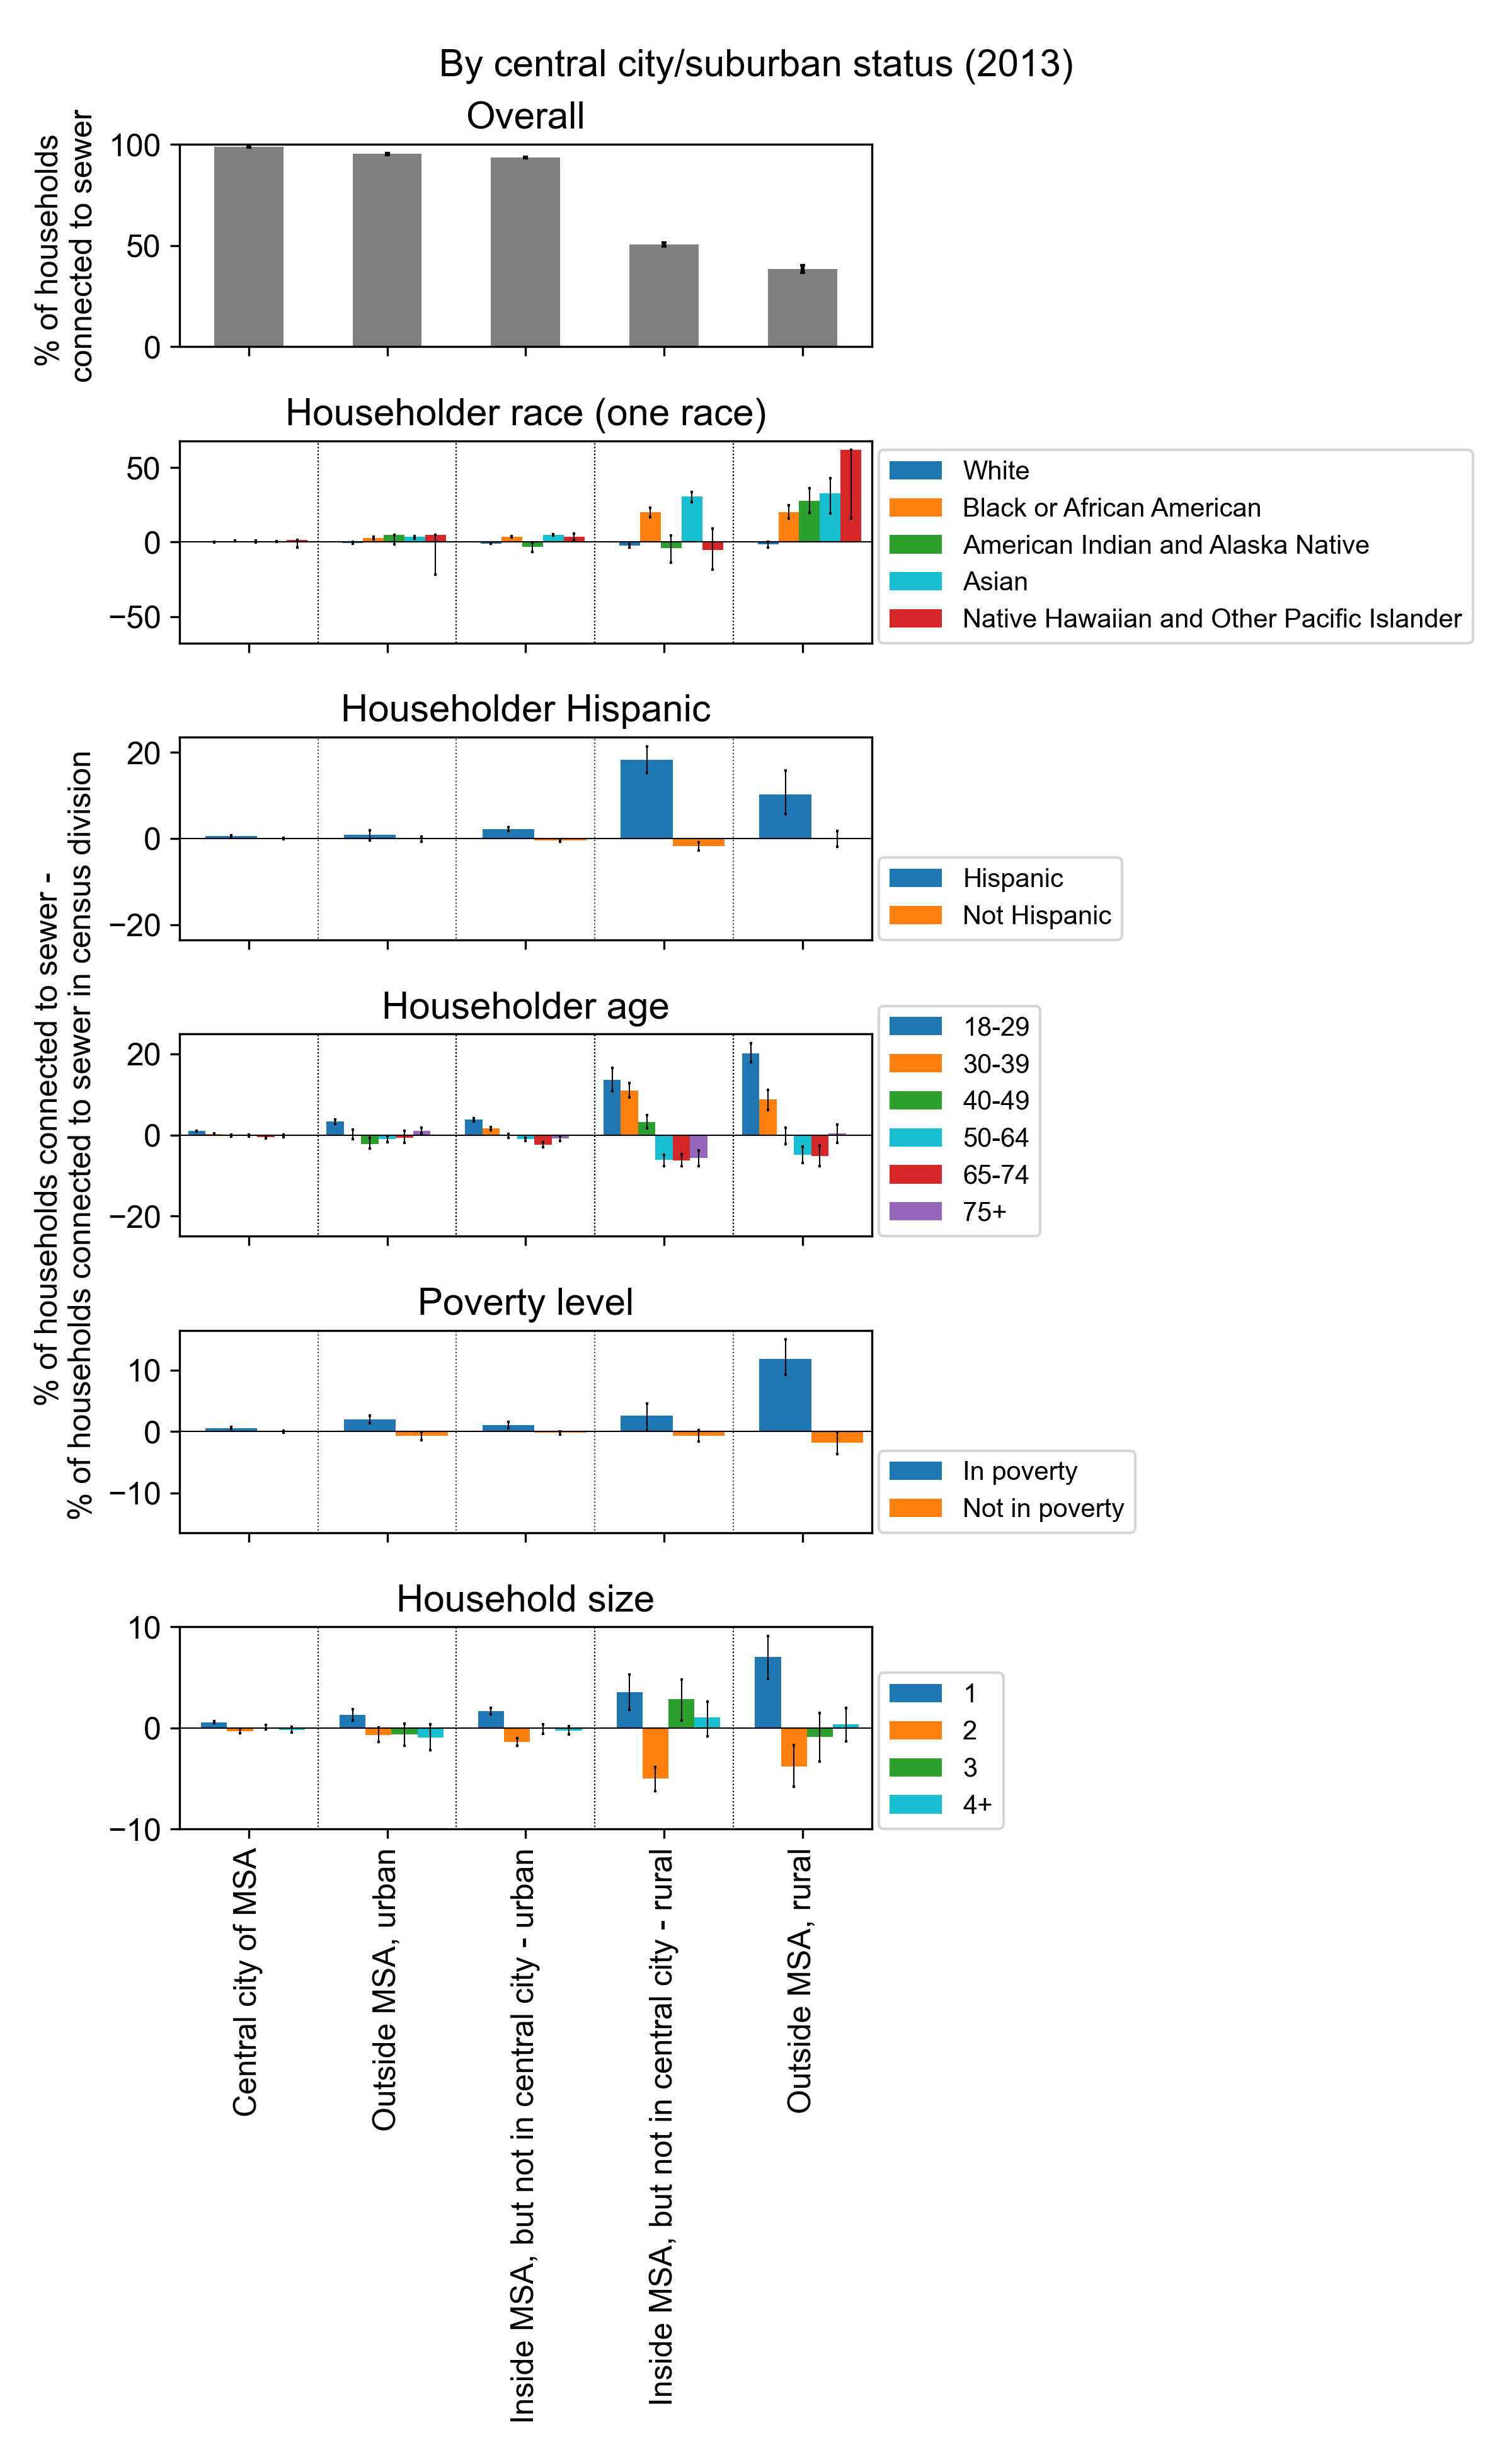 By central city/suburban status (2013)
Overall
% of households
connected to sewer
100
50
0
Householder race (one race)
50
0
−50
White
Black or African American
American Indian and Alaska Native
Asian
Native Hawaiian and Other Pacific Islander
% of households connected to sewer -
% of households connected to sewer in census division
Householder Hispanic
20
0
−20
Hispanic
Not Hispanic
Householder age
20
0
−20
18-29
30-39
40-49
50-64
65-74
75+
Poverty level
10
0
−10
In poverty
Not in poverty
Household size
10
0
−10
1
2
3
4+
Central city of MSA
Outside MSA, urban
Inside MSA, but not in central city - urban
Inside MSA, but not in central city - rural
Outside MSA, rural